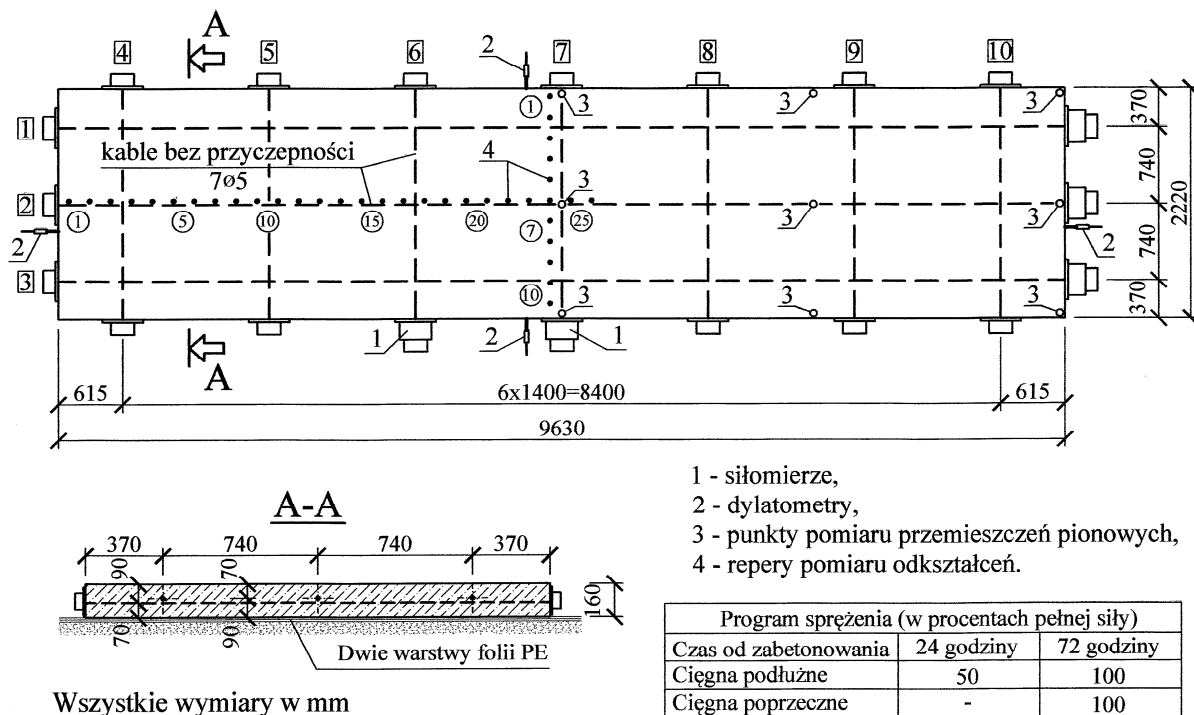 A
4 5 6 2 7 8 9 10
1 3 3 3 370
kable bez przyczepności 4 740
7ø5
1
2 3 3 3 2220
1 5 10 15 20 25
2 7 2 740
3
10 3 3 3 370
1 2 1
A
615 6x1400=8400 615
9630
1 - siłomierze,
2 - dylatometry,
3 - punkty pomiaru przemieszczeń pionowych,
4 - repery pomiaru odkształceń.
A-A
370 740 740 370
90 70 160
70 90
Dwie warstwy folii PE
Wszystkie wymiary w mm
Program sprężenia (w procentach pełnej siły)
Czas od zabetonowania 24 godziny 72 godziny
Cięgna podłużne 50 100
Cięgna poprzeczne - 100